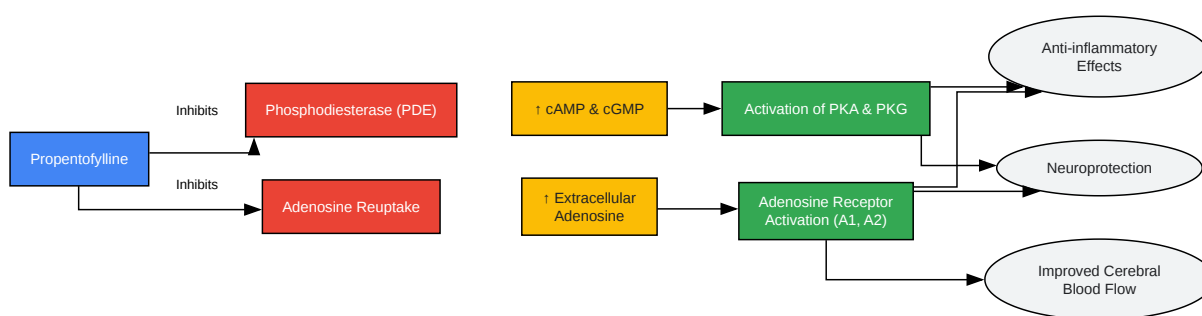 Propentofylline
Inhibits
Phosphodiesterase (PDE)
Inhibits
Adenosine Reuptake
↑ cAMP & cGMP
Activation of PKA & PKG
↑ Extracellular
Adenosine
Adenosine Receptor
Activation (A1, A2)
Anti-inflammatory
Effects
Neuroprotection
Improved Cerebral
Blood Flow